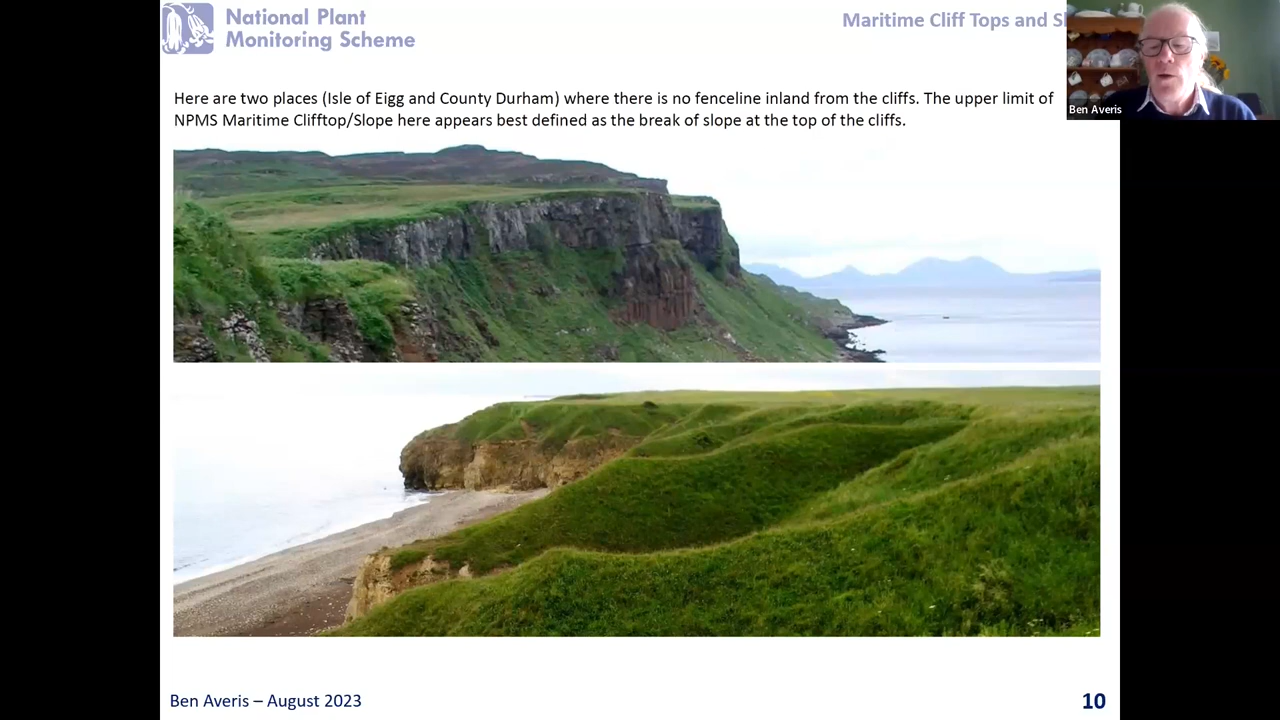 National Plant
Monitoring Scheme
Maritime Cliff Tops and
Ben Averis
Here are two places (Isle of Eigg and County Durham) where there is no fenceline inland from the cliffs. The upper limit of
NPMS Maritime Clifftop/Slope here appears best defined as the break of slope at the top of the cliffs.
Ben Averis – August 2023
10